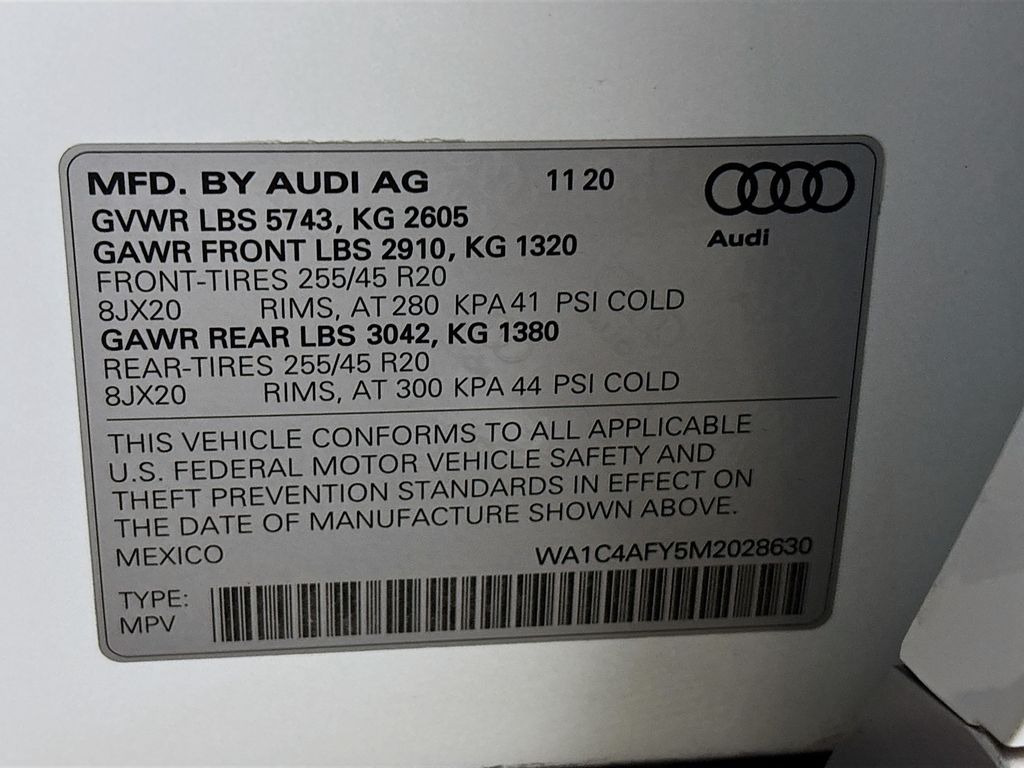 MFD. BY AUDI AG 11 20
Audi
GVWR LBS 5743, KG 2605
GAWR FRONT LBS 2910, KG 1320
FRONT-TIRES 255/45 R20
8JX20 RIMS, AT 280 KPA 41 PSI COLD
GAWR REAR LBS 3042, KG 1380
REAR-TIRES 255/45 R20
8JX20 RIMS, AT 300 KPA 44 PSI COLD
THIS VEHICLE CONFORMS TO ALL APPLICABLE
U.S. FEDERAL MOTOR VEHICLE SAFETY AND
THEFT PREVENTION STANDARDS IN EFFECT ON
THE DATE OF MANUFACTURE SHOWN ABOVE.
MEXICO WA1C4AFY5M2028630
TYPE:
MPV